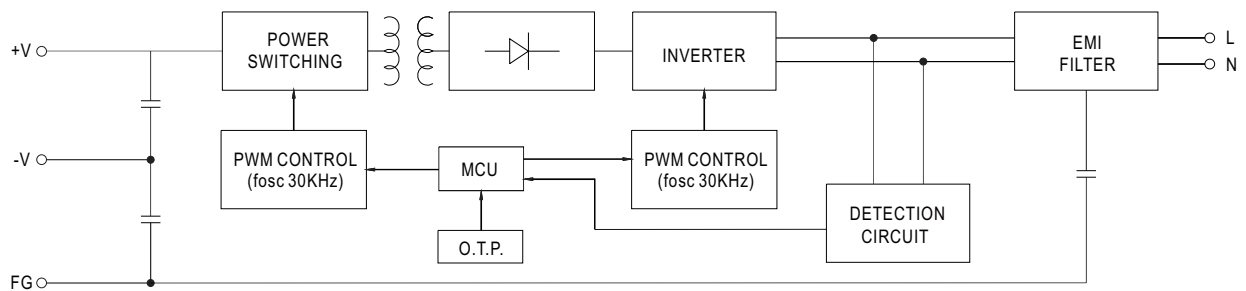 +V
POWER
SWITCHING
INVERTER
EMI
FILTER
L
N
-V
PWM CONTROL
(fosc 30KHz)
MCU
PWM CONTROL
(fosc 30KHz)
DETECTION
CIRCUIT
O.T.P.
FG